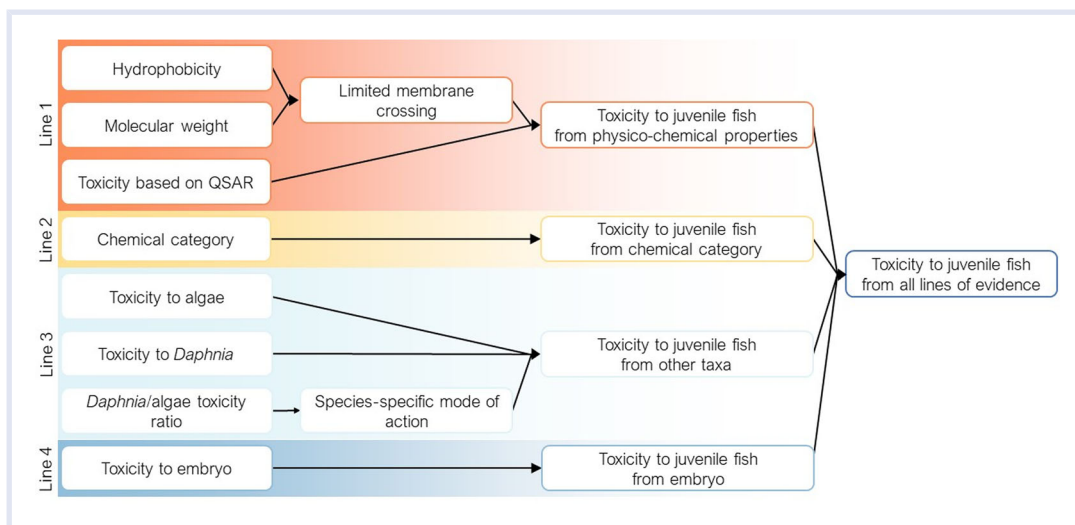 Line 1
Hydrophobicity
Molecular weight
Toxicity based on QSAR
Limited membrane
crossing
Toxicity to juvenile fish
from physico-chemical properties
Line 2
Chemical category
Toxicity to juvenile fish
from chemical category
Line 3
Toxicity to algae
Toxicity to Daphnia
Daphnia/algae toxicity
ratio
Species-specific mode of
action
Toxicity to juvenile fish
from other taxa
Line 4
Toxicity to embryo
Toxicity to juvenile fish
from embryo
Toxicity to juvenile fish
from all lines of evidence